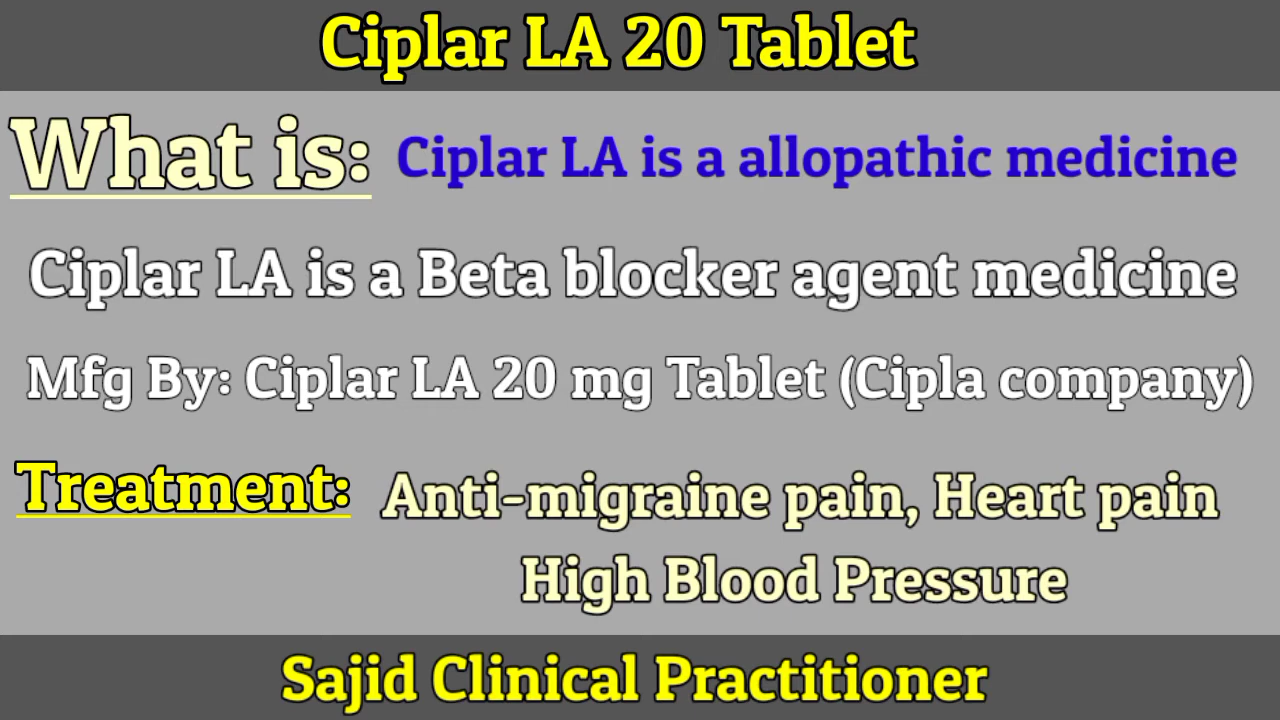 Ciplar LA 20 Tablet
What is: Ciplar LA is a allopathic medicine
Ciplar LA is a Beta blocker agent medicine
Mfg By: Ciplar LA 20 mg Tablet (Cipla company)
Treatment: Anti-migraine pain, Heart pain
High Blood Pressure
Sajid Clinical Practitioner